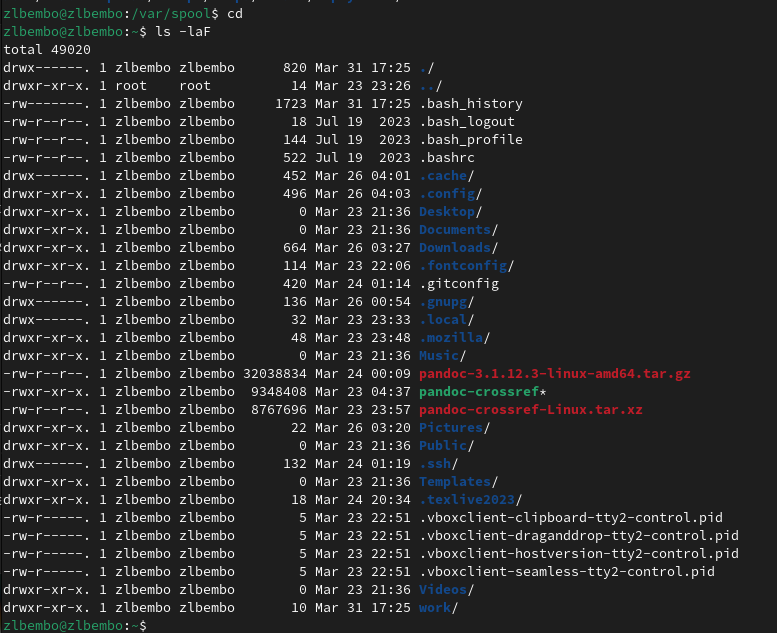 zlbembo@zlbembo:/var/spool$ cd
zlbembo@zlbembo:~$ ls -laF
total 49020
drwx------. 1 zlbembo zlbembo      820 Mar 31 17:25 ./
drwxr-xr-x. 1 root    root          14 Mar 23 23:26 ../
-rw-------. 1 zlbembo zlbembo     1723 Mar 31 17:25 .bash_history
-rw-r--r--. 1 zlbembo zlbembo       18 Jul 19  2023 .bash_logout
-rw-r--r--. 1 zlbembo zlbembo      144 Jul 19  2023 .bash_profile
-rw-r--r--. 1 zlbembo zlbembo      522 Jul 19  2023 .bashrc
drwx------. 1 zlbembo zlbembo      452 Mar 26 04:01 .cache/
drwxr-xr-x. 1 zlbembo zlbembo      496 Mar 26 04:03 .config/
drwxr-xr-x. 1 zlbembo zlbembo        0 Mar 23 21:36 Desktop/
drwxr-xr-x. 1 zlbembo zlbembo        0 Mar 23 21:36 Documents/
drwxr-xr-x. 1 zlbembo zlbembo      664 Mar 26 03:27 Downloads/
drwxr-xr-x. 1 zlbembo zlbembo      114 Mar 23 22:06 .fontconfig/
-rw-r--r--. 1 zlbembo zlbembo      420 Mar 24 01:14 .gitconfig
drwx------. 1 zlbembo zlbembo      136 Mar 26 00:54 .gnupg/
drwx------. 1 zlbembo zlbembo       32 Mar 23 23:33 .local/
drwxr-xr-x. 1 zlbembo zlbembo       48 Mar 23 23:48 .mozilla/
drwxr-xr-x. 1 zlbembo zlbembo        0 Mar 23 21:36 Music/
-rw-r--r--. 1 zlbembo zlbembo 32038834 Mar 24 00:09 pandoc-3.1.12.3-linux-amd64.tar.gz
-rwxr-xr-x. 1 zlbembo zlbembo  9348408 Mar 23 04:37 pandoc-crossref*
-rw-r--r--. 1 zlbembo zlbembo  8767696 Mar 23 23:57 pandoc-crossref-Linux.tar.xz
drwxr-xr-x. 1 zlbembo zlbembo       22 Mar 26 03:20 Pictures/
drwxr-xr-x. 1 zlbembo zlbembo        0 Mar 23 21:36 Public/
drwx------. 1 zlbembo zlbembo      132 Mar 24 01:19 .ssh/
drwxr-xr-x. 1 zlbembo zlbembo        0 Mar 23 21:36 Templates/
drwxr-xr-x. 1 zlbembo zlbembo       18 Mar 24 20:34 .texlive2023/
-rw-r-----. 1 zlbembo zlbembo        5 Mar 23 22:51 .vboxclient-clipboard-tty2-control.pid
-rw-r-----. 1 zlbembo zlbembo        5 Mar 23 22:51 .vboxclient-draganddrop-tty2-control.pid
-rw-r-----. 1 zlbembo zlbembo        5 Mar 23 22:51 .vboxclient-hostversion-tty2-control.pid
-rw-r-----. 1 zlbembo zlbembo        5 Mar 23 22:51 .vboxclient-seamless-tty2-control.pid
drwxr-xr-x. 1 zlbembo zlbembo        0 Mar 23 21:36 Videos/
drwxr-xr-x. 1 zlbembo zlbembo       10 Mar 31 17:25 work/
zlbembo@zlbembo:~$